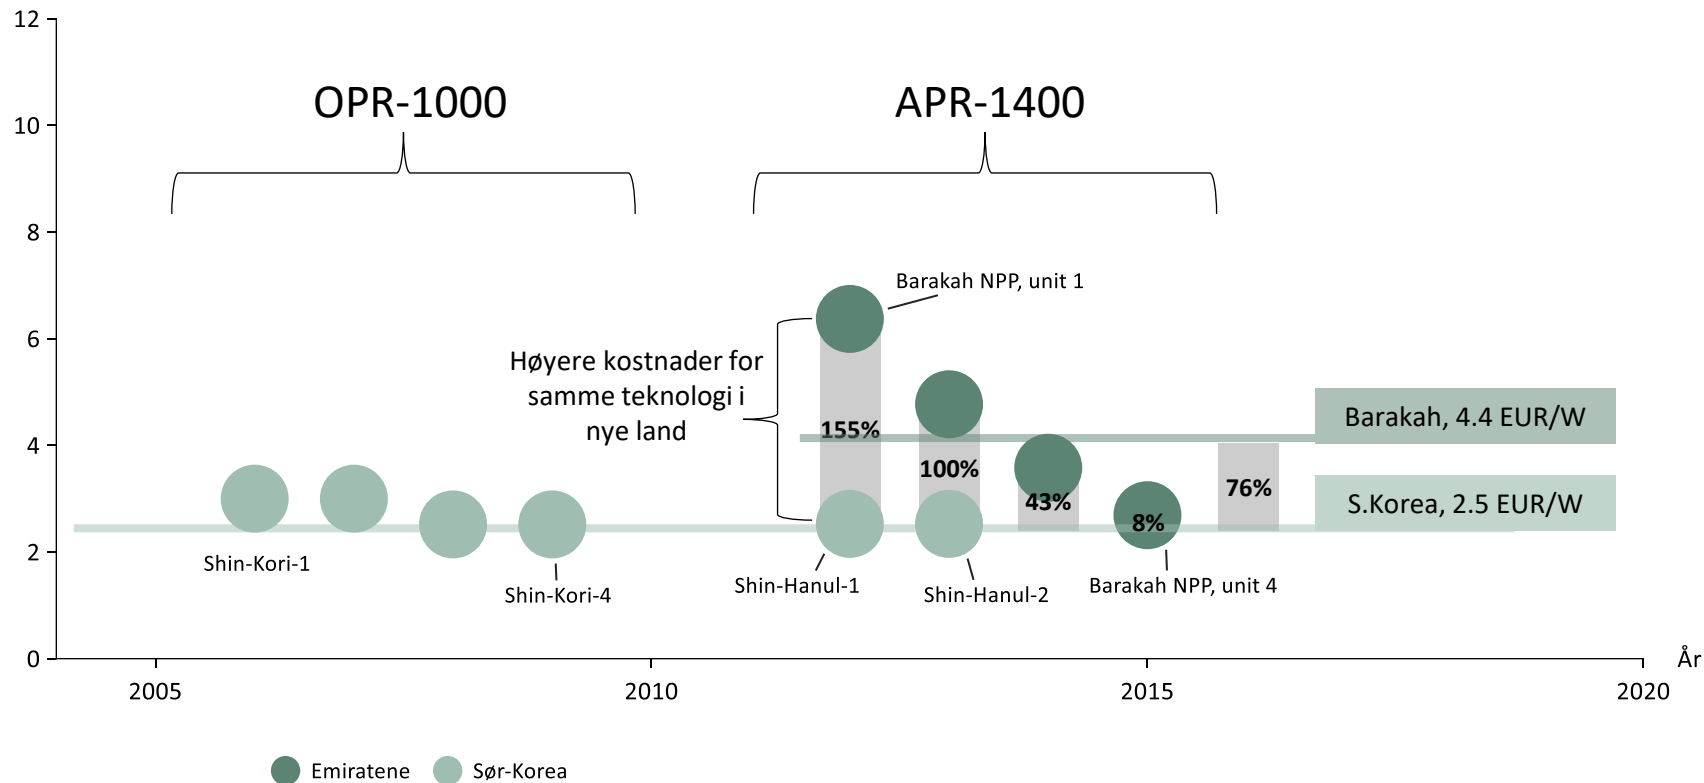 12
10
8
6
4
2
0
OPR-1000
APR-1400
Barakah NPP, unit 1
Høyere kostnader for
samme teknologi i
nye land
155%
100%
43%
8%
76%
Barakah, 4.4 EUR/W
S.Korea, 2.5 EUR/W
Shin-Kori-1
Shin-Kori-4
Shin-Hanul-1
Shin-Hanul-2
Barakah NPP, unit 4
År
2005
2010
2015
2020
Emiratene
Sør-Korea